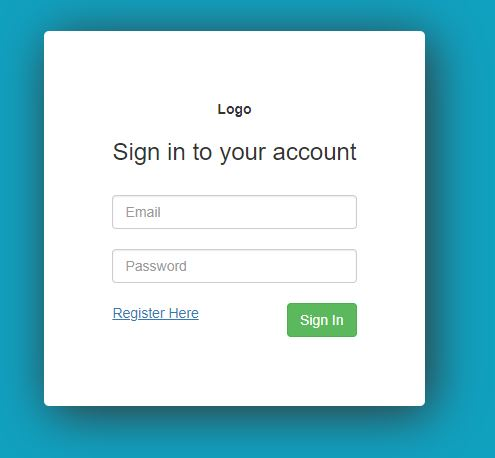 Logo
Sign in to your account
Email
Password
Register Here
Sign In